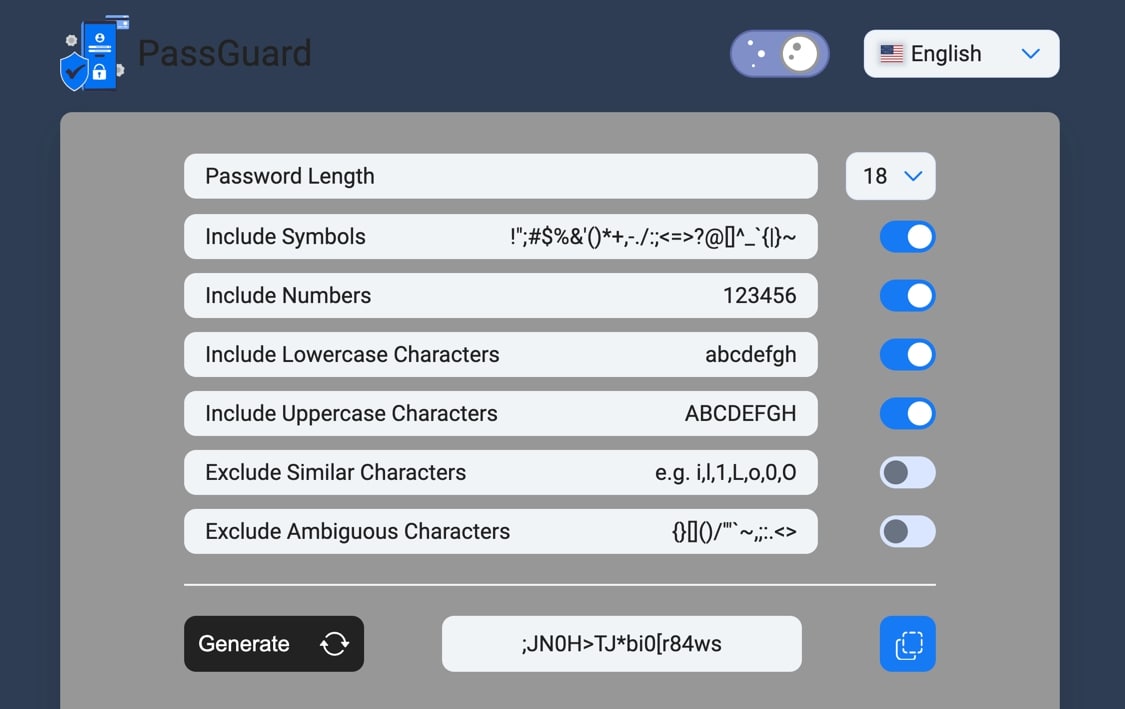 PassGuard
English
Password Length 18
Include Symbols !";#$%&'()*+,-./:;<=>?@[]^_`{|}~
Include Numbers 123456
Include Lowercase Characters abcdefgh
Include Uppercase Characters ABCDEFGH
Exclude Similar Characters e.g. i,l,1,L,o,0,O
Exclude Ambiguous Characters {}[]()/'"`~,;:.<>
Generate ;JN0H>TJ*bi0[r84ws